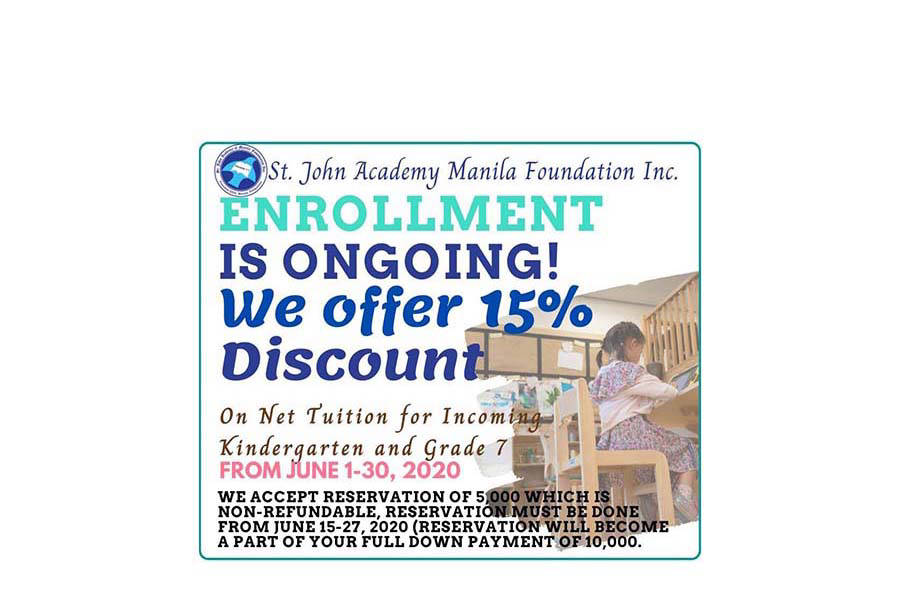 St. John Academy Manila Foundation Inc.
ENROLLMENT
IS ONGOING!
We offer 15%
Discount
On Net Tuition for Incoming
Kindergarten and Grade 7
FROM JUNE 1-30, 2020
WE ACCEPT RESERVATION OF 5,000 WHICH IS
NON-REFUNDABLE, RESERVATION MUST BE DONE
FROM JUNE 15-27, 2020 (RESERVATION WILL BECOME
A PART OF YOUR FULL DOWN PAYMENT OF 10,000.